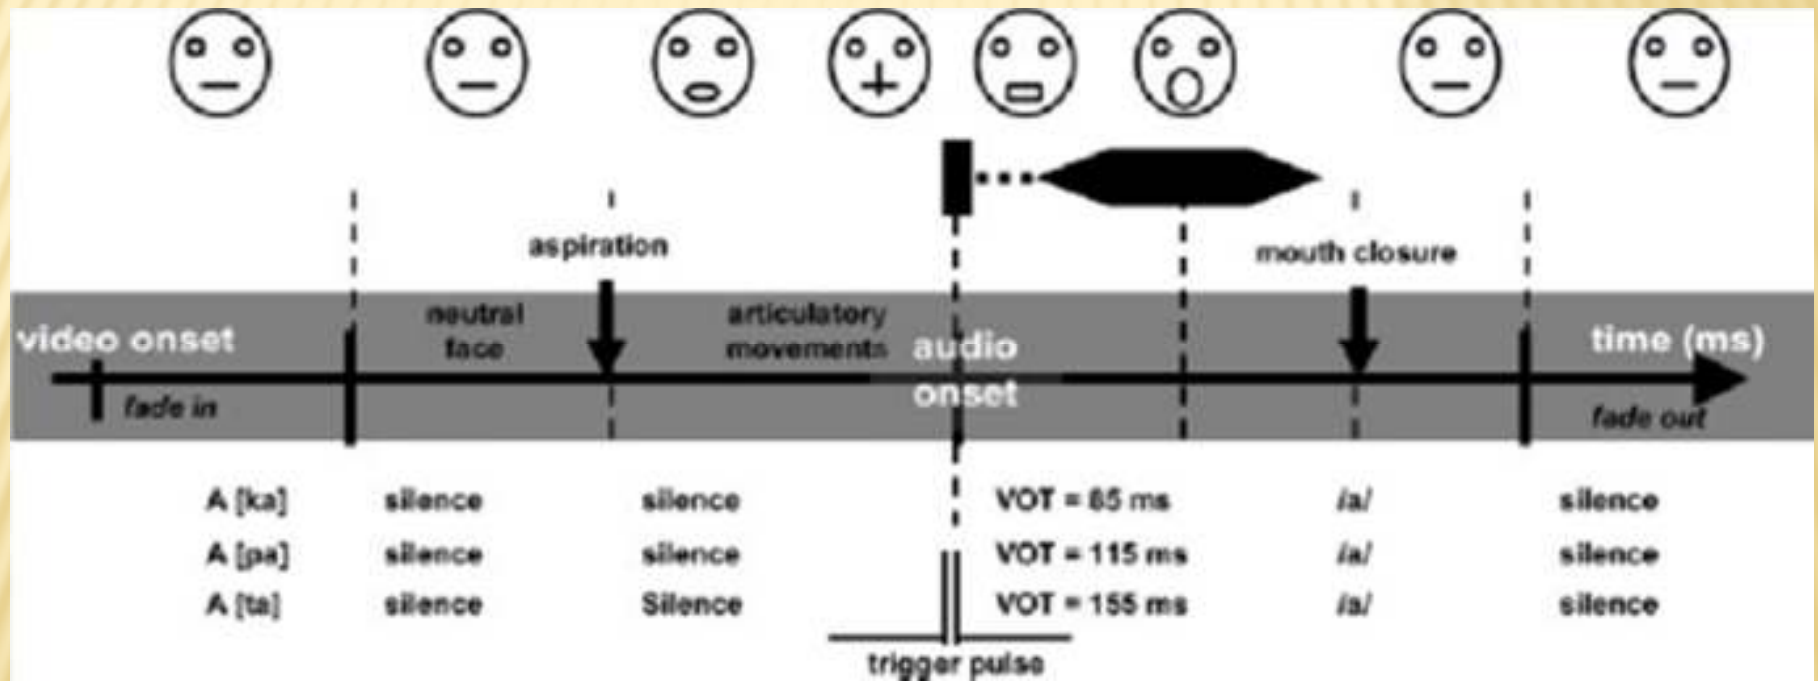 aspiration
mouth closure
neutral
face
articulatory
movements
video onset
audio
onset
time (ms)
fade in
fade out
A [ka] silence silence VOT = 85 ms /a/ silence
A [pa] silence silence VOT = 115 ms /a/ silence
A [ta] silence Silence VOT = 155 ms /a/ silence
trigger pulse